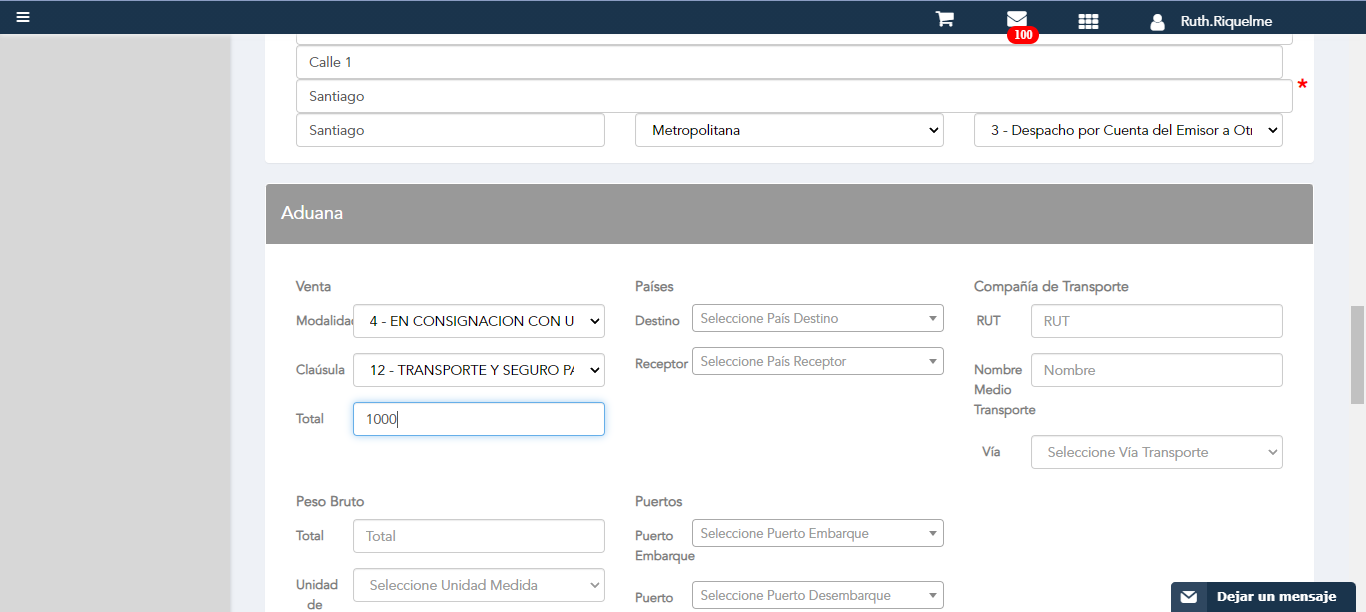 Ruth.Riquelme
100
Calle 1
Santiago
*
Santiago
Metropolitana
3 - Despacho por Cuenta del Emisor a Otr
Aduana
Venta
Países
Compañía de Transporte
Modalidad
4 - EN CONSIGNACION CON U
Destino
Seleccione País Destino
RUT
RUT
Claúsula
12 - TRANSPORTE Y SEGURO PA
Receptor
Seleccione País Receptor
Nombre
Medio
Transporte
Nombre
Total
1000
Vía
Seleccione Vía Transporte
Peso Bruto
Puertos
Total
Total
Puerto
Embarque
Seleccione Puerto Embarque
Unidad
de
Seleccione Unidad Medida
Puerto
Seleccione Puerto Desembarque
Dejar un mensaje